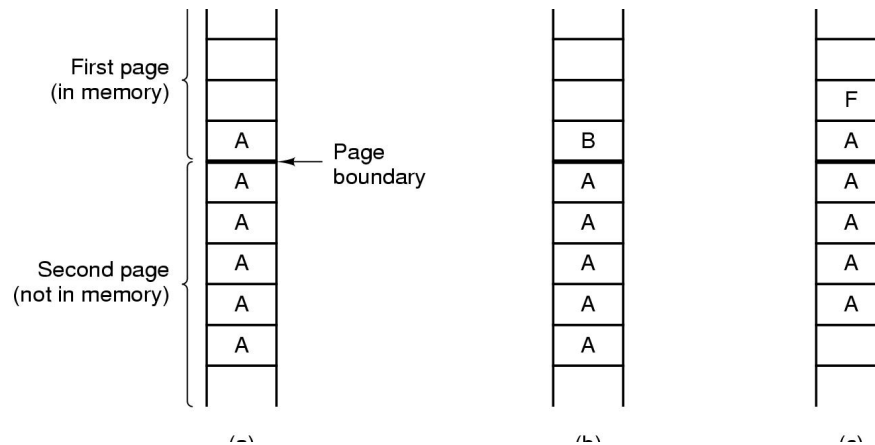 First page
(in memory)
F
A
B
A
Page
boundary
A
A
A
A
A
A
Second page
(not in memory)
A
A
A
A
A
A
A
A
(a)
(b)
(c)